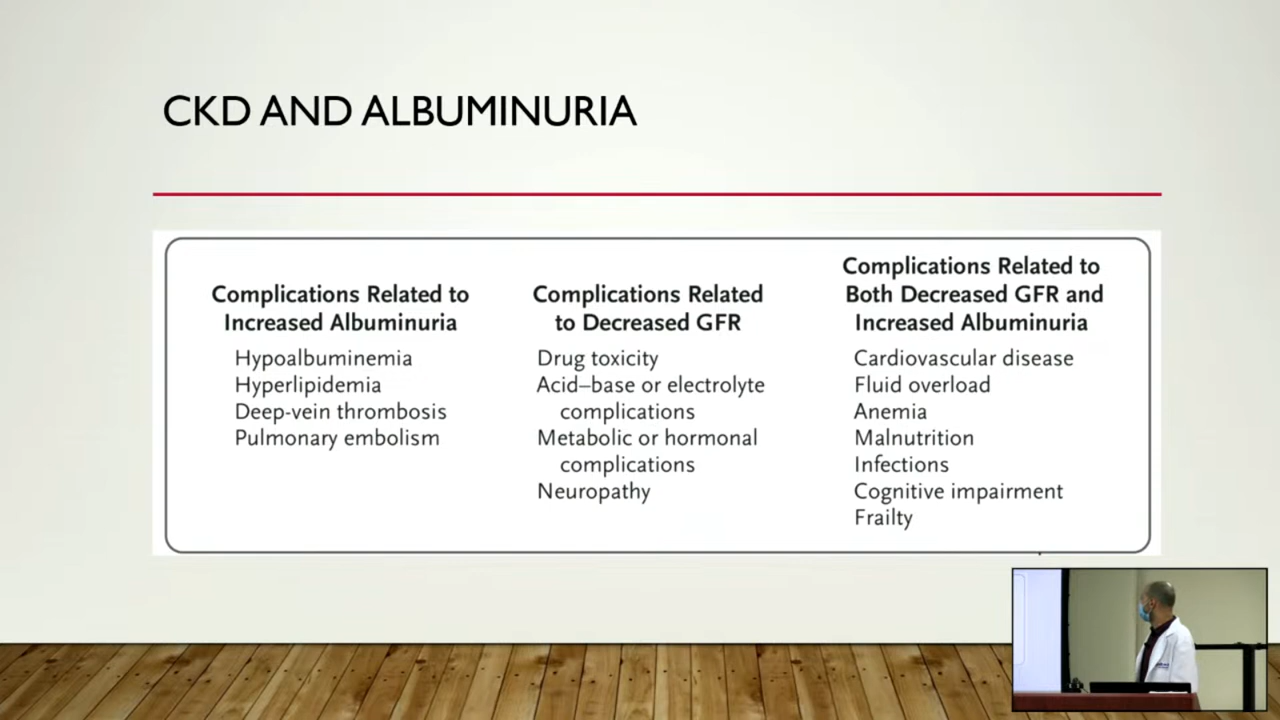 CKD AND ALBUMINURIA
Complications Related to
Increased Albuminuria
Hypoalbuminemia
Hyperlipidemia
Deep-vein thrombosis
Pulmonary embolism
Complications Related
to Decreased GFR
Drug toxicity
Acid–base or electrolyte
complications
Metabolic or hormonal
complications
Neuropathy
Complications Related to
Both Decreased GFR and
Increased Albuminuria
Cardiovascular disease
Fluid overload
Anemia
Malnutrition
Infections
Cognitive impairment
Frailty